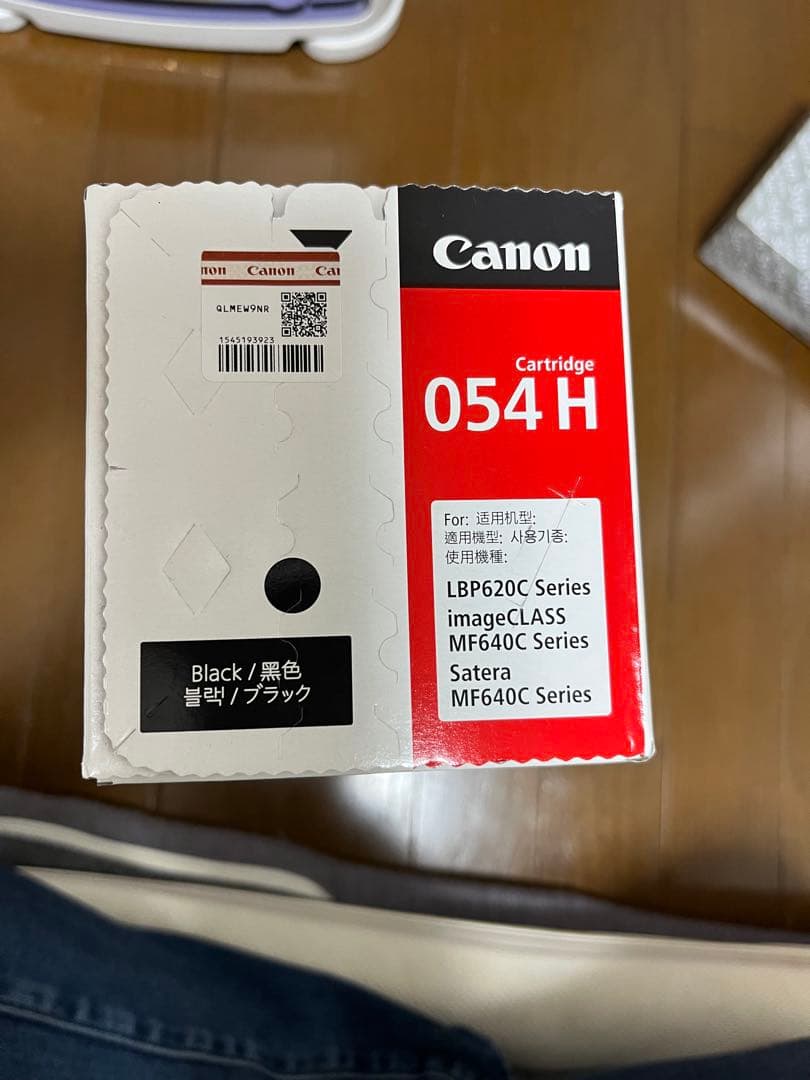 Canon
Canon
QLMEW9NR
1545193923
Cartridge
054 H
For: 适用机型:
適用機型: 사용기종:
使用機種:
LBP620C Series
imageCLASS
MF640C Series
Satera
MF640C Series
Black / 黑色
블랙 / ブラック